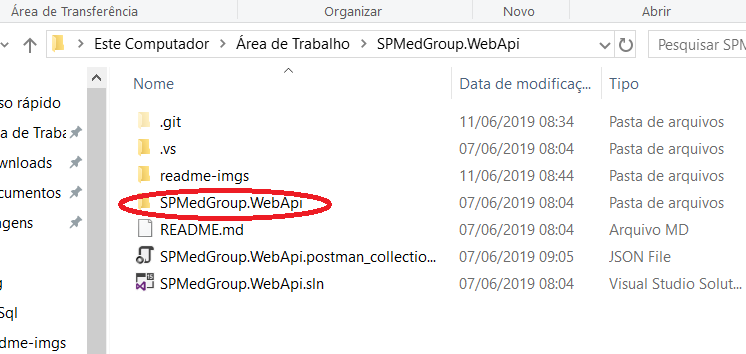 Área de Transferência Organizar Novo Abrir
Este Computador Área de Trabalho SPMedGroup.WebApi Pesquisar SPM
Nome Data de modificaç... Tipo
so rápido
.git 11/06/2019 08:34 Pasta de arquivos
a de Traba
.vs 07/06/2019 08:04 Pasta de arquivos
wnloads
readme-imgs 11/06/2019 08:44 Pasta de arquivos
cumentos
SPMedGroup.WebApi 07/06/2019 08:04 Pasta de arquivos
agens
README.md 07/06/2019 08:04 Arquivo MD
SPMedGroup.WebApi.postman_collectio... 07/06/2019 09:05 JSON File
SPMedGroup.WebApi.sln 07/06/2019 08:04 Visual Studio Solut...
Sql
dme-imgs